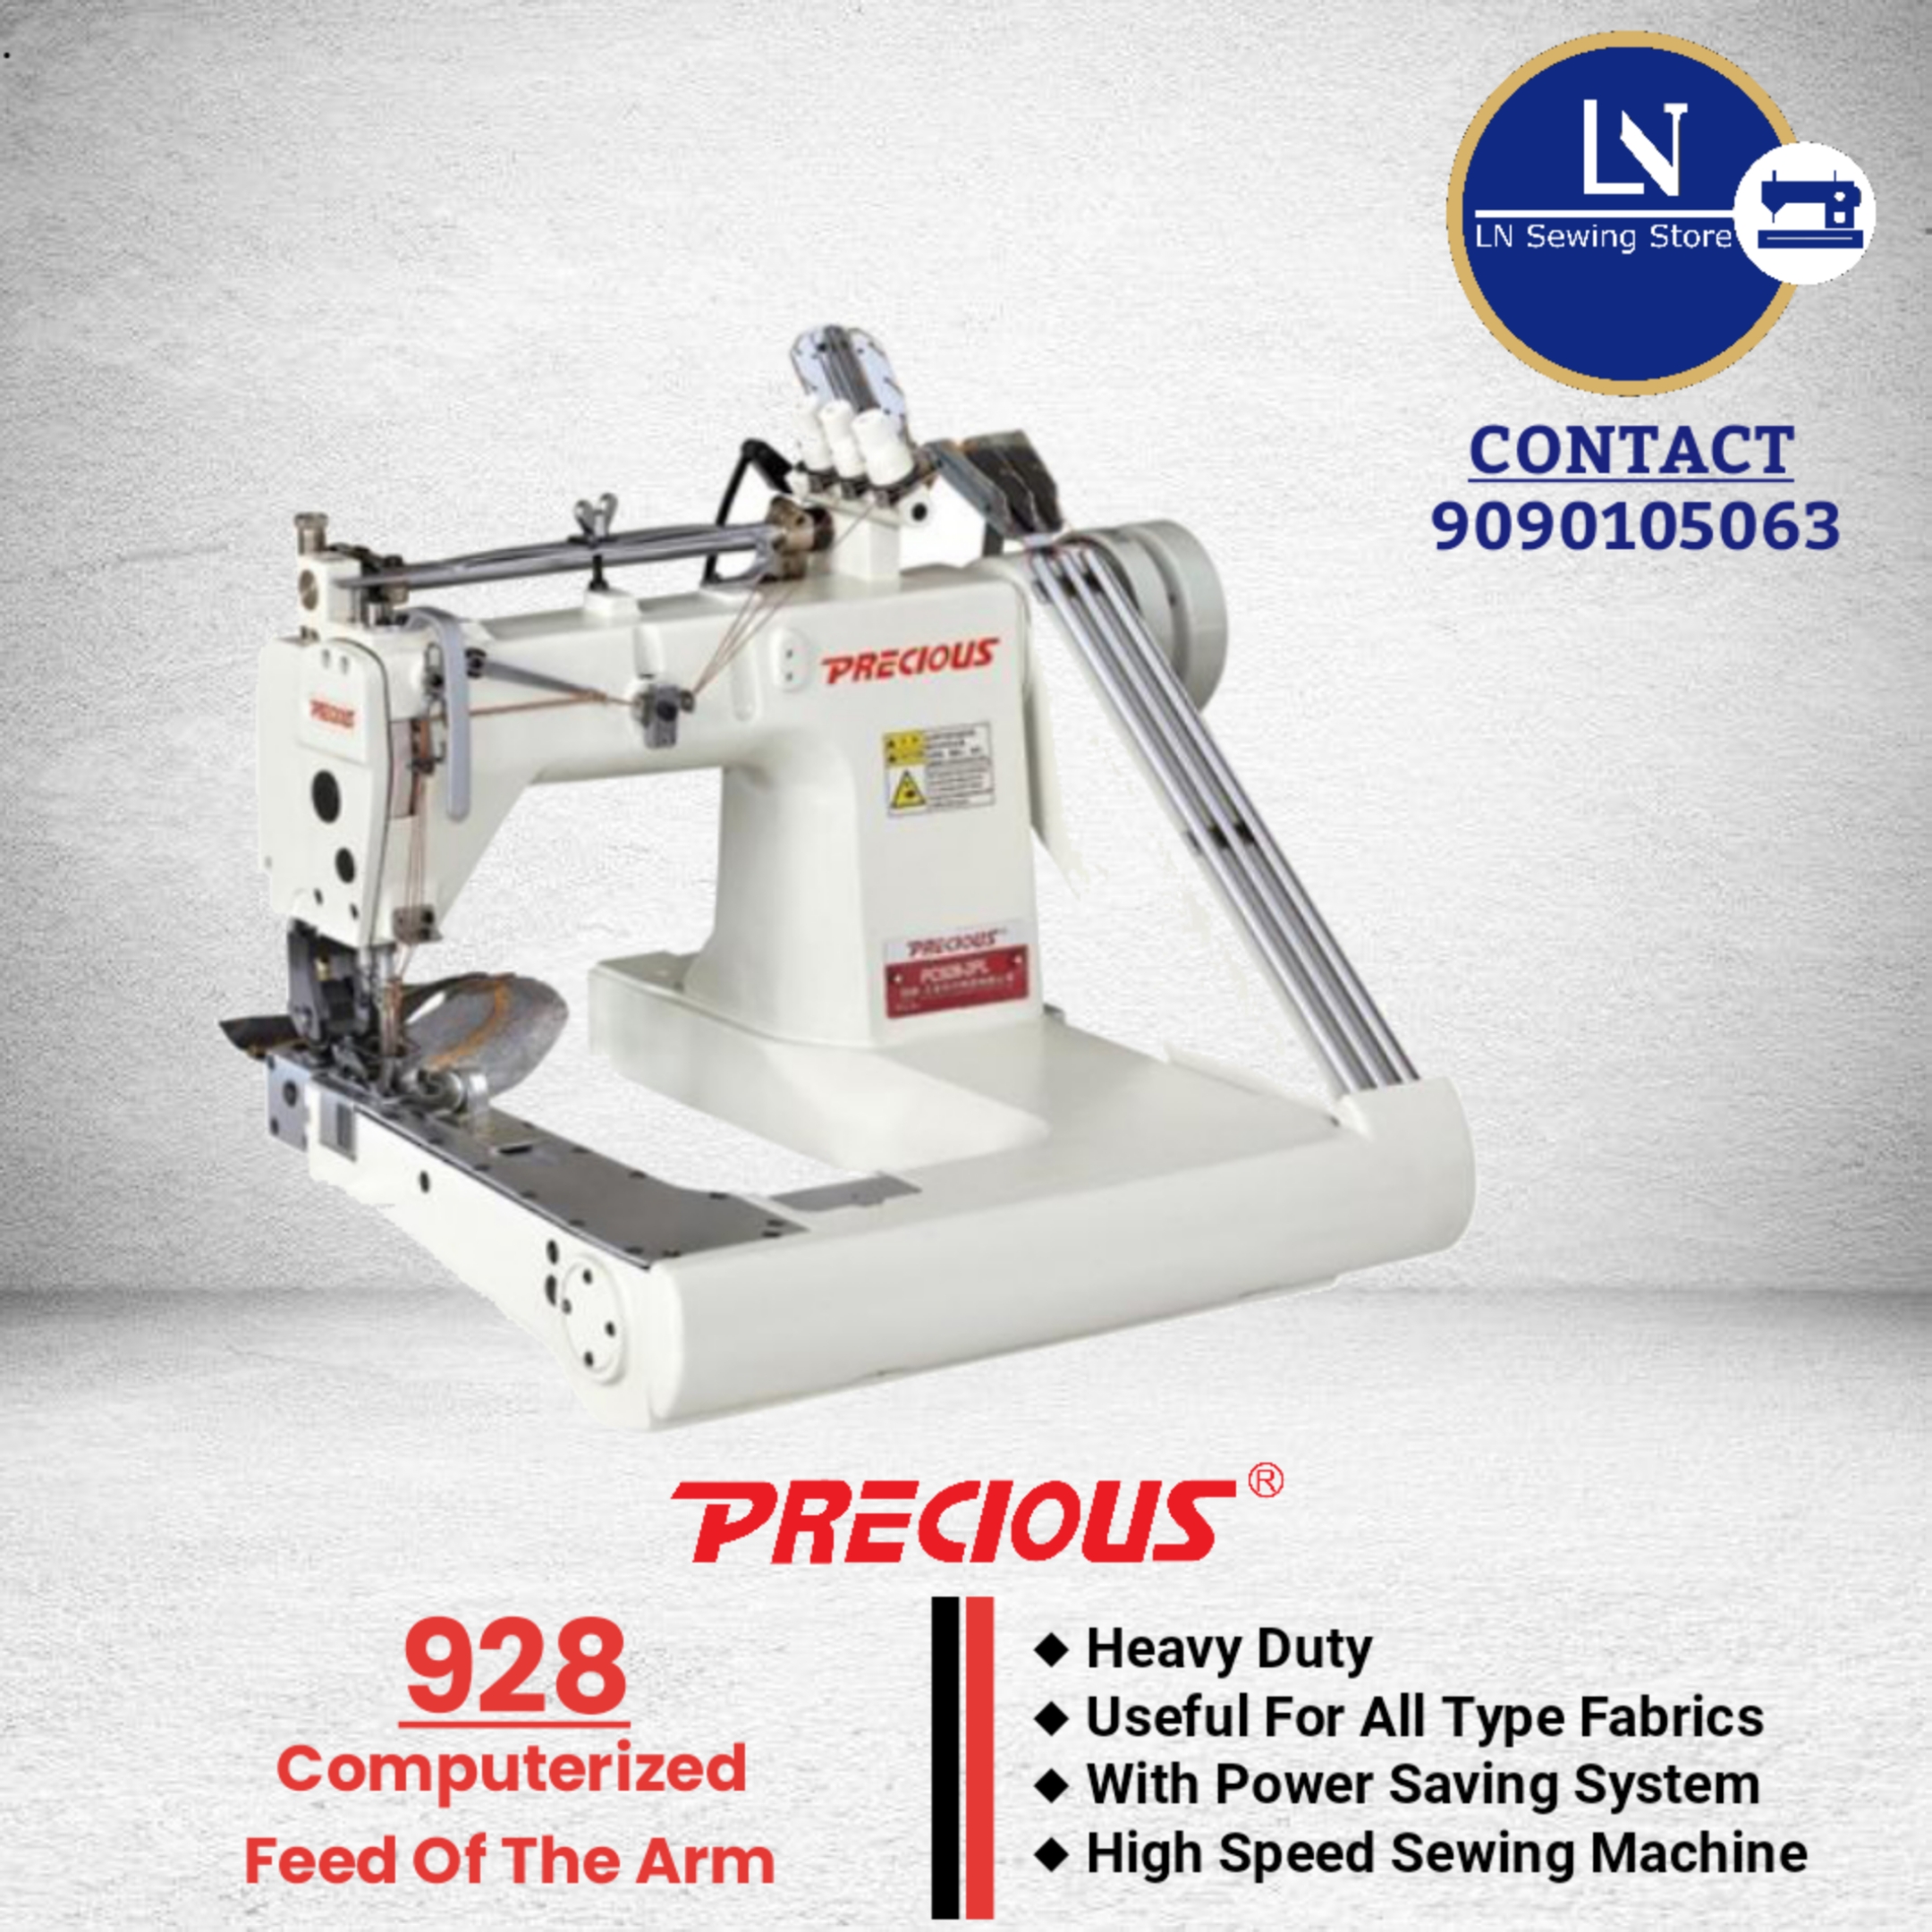 LN
LN Sewing Store
CONTACT
9090105063
PRECIOUS
PRECIOUS
PRECIOUS
PRECIOUS®
928
Computerized
Feed Of The Arm
◆ Heavy Duty
◆ Useful For All Type Fabrics
◆ With Power Saving System
◆ High Speed Sewing Machine